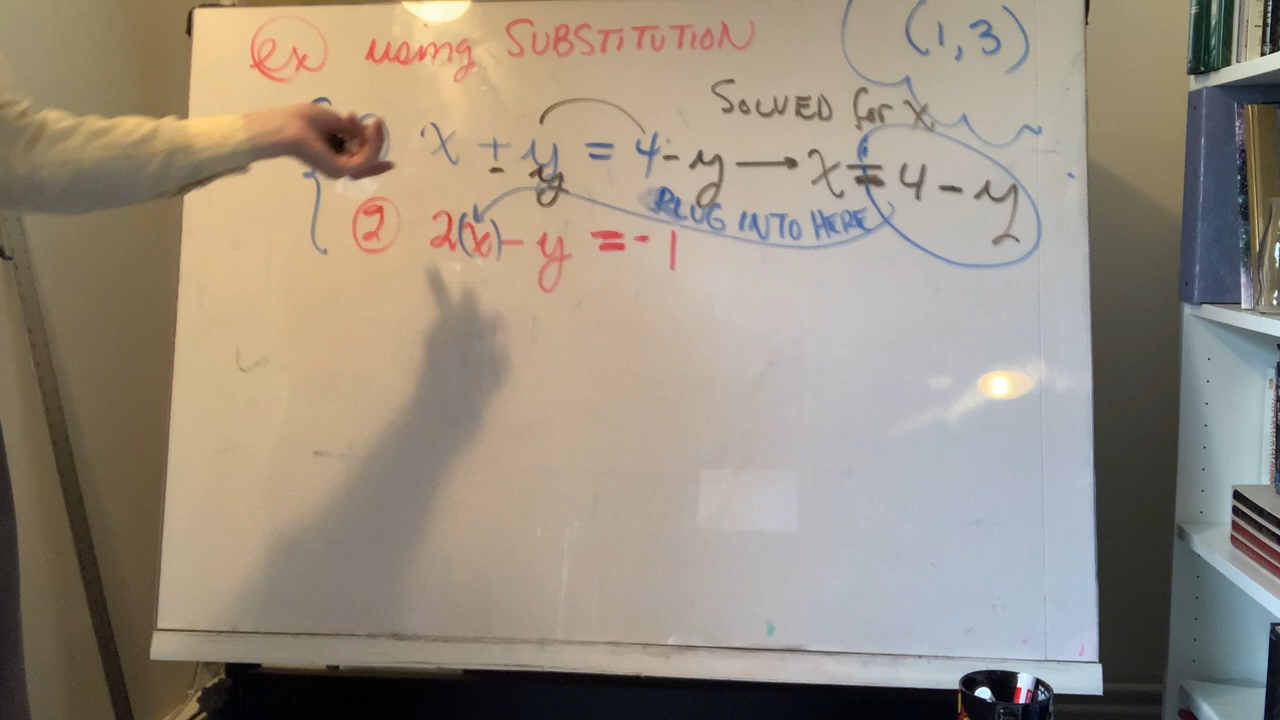 ex using SUBSTITUTION
(1,3)
SOLVED for x
x + y = 4 - y → x = 4 - y
- y
PLUG INTO HERE
② 2(x) - y = -1